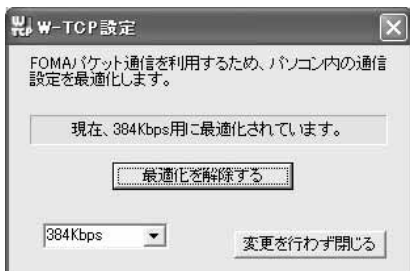 W-TCP設定
FOMAパケット通信を利用するため、パソコン内の通信
設定を最適化します。
現在、384Kbps用に最適化されています。
最適化を解除する
384Kbps
変更を行わず閉じる